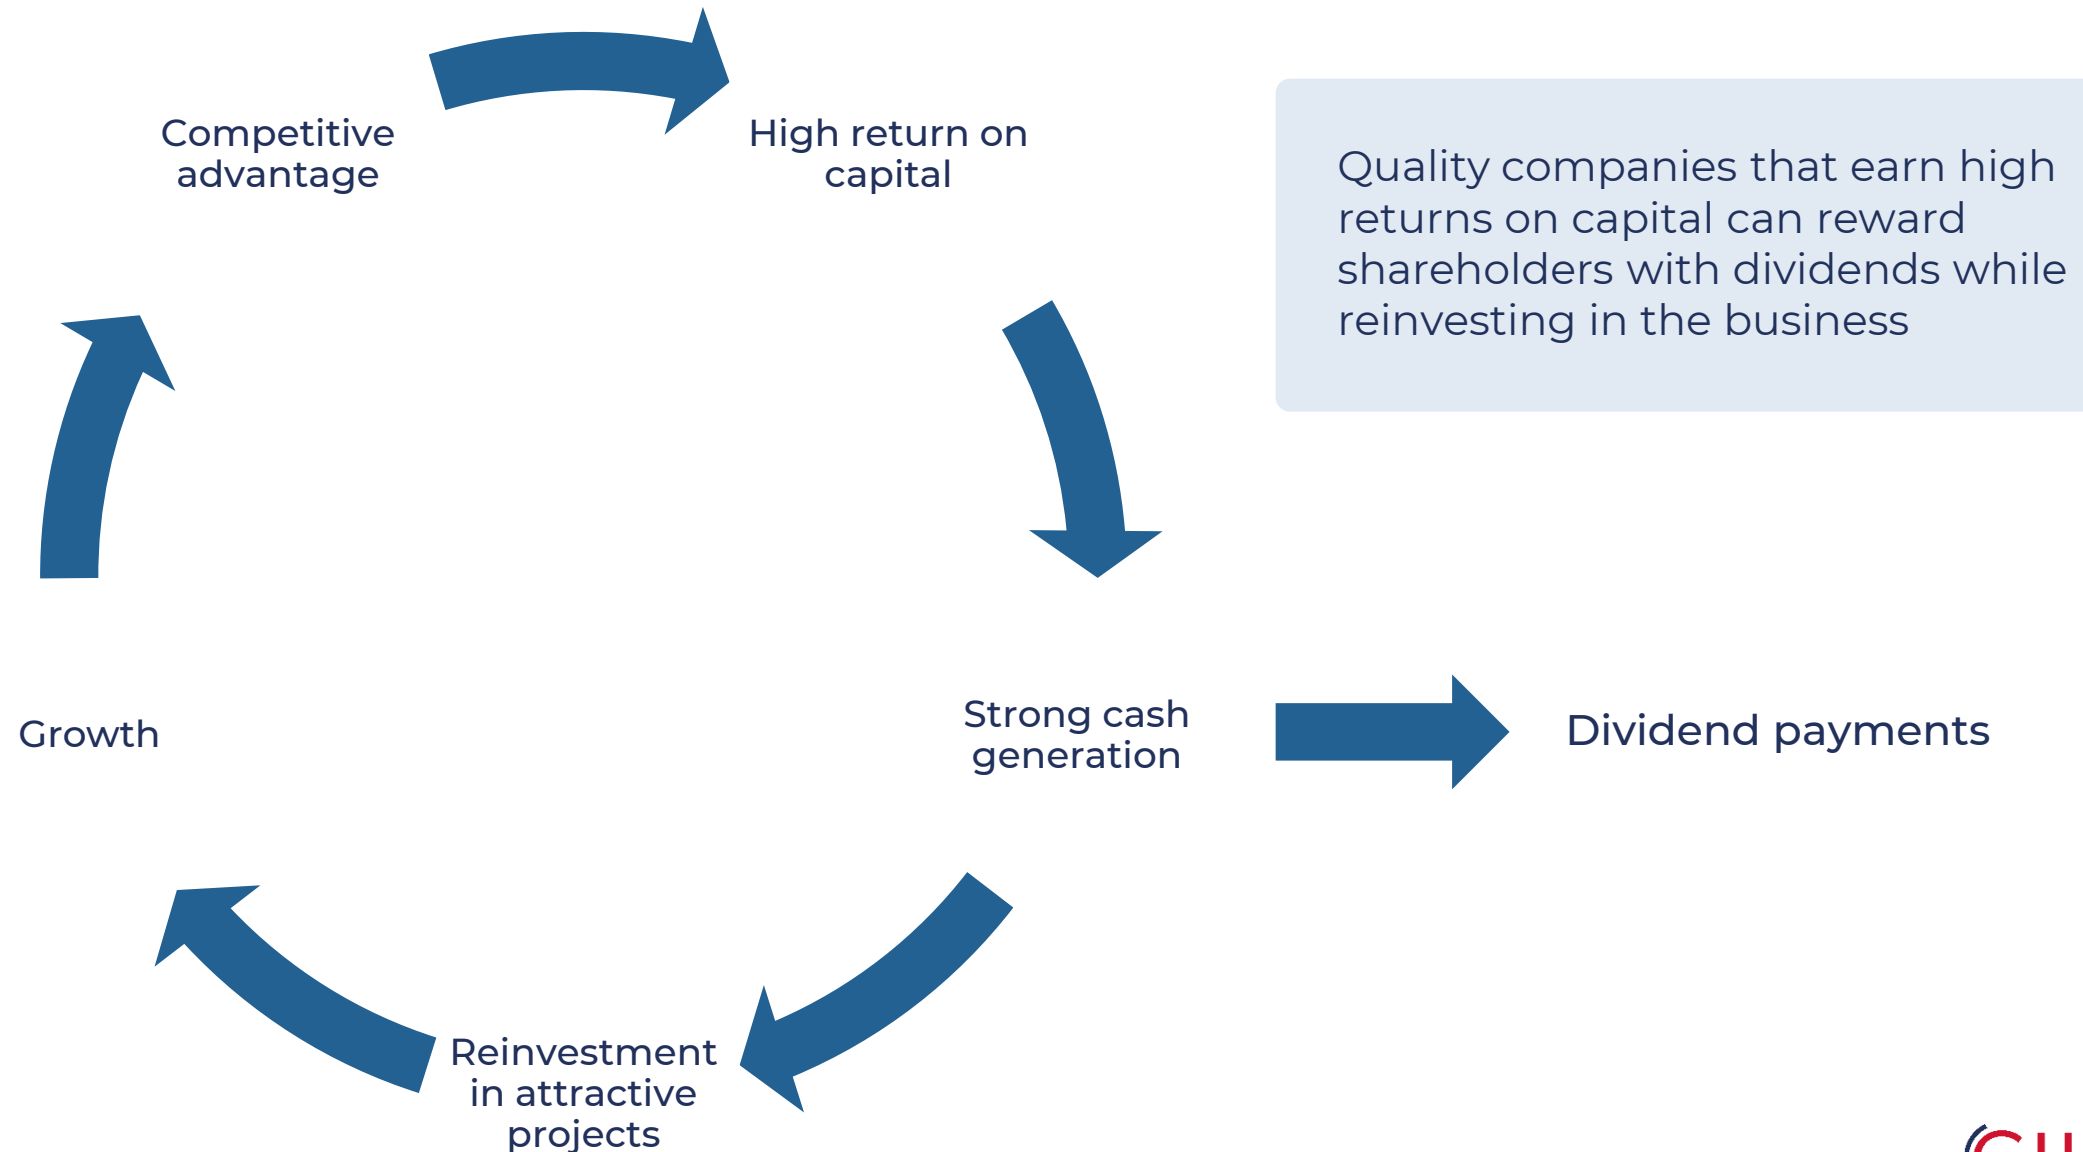 Competitive
advantage
High return on
capital
Quality companies that earn high
returns on capital can reward
shareholders with dividends while
reinvesting in the business
Growth
Strong cash
generation
Dividend payments
Reinvestment
in attractive
projects